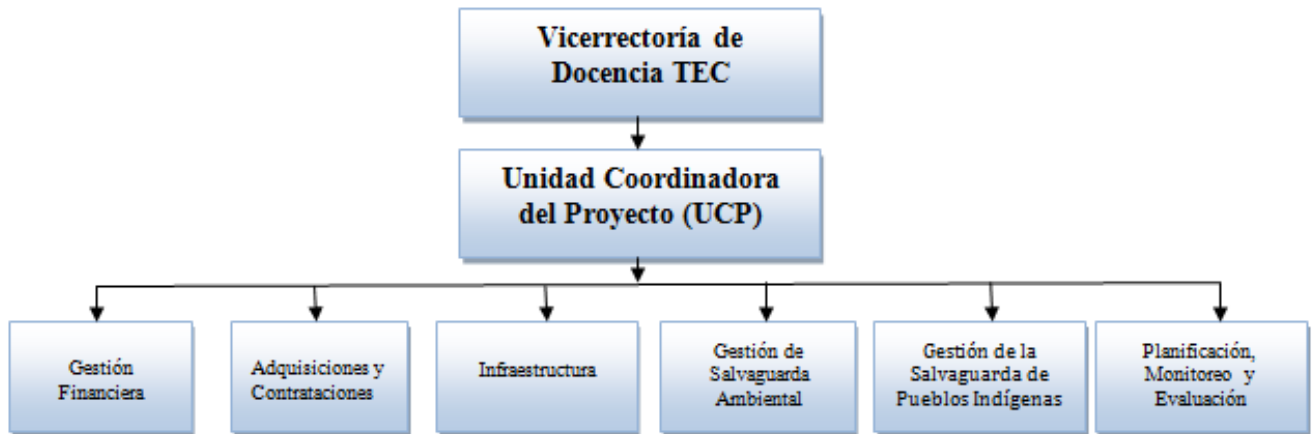 Vicerrectoría de
Docencia TEC
Unidad Coordinadora
del Proyecto (UCP)
Gestión
Financiera
Adquisiciones y
Contrataciones
Infraestructura
Gestión de
Salvaguarda
Ambiental
Gestión de la
Salvaguarda de
Pueblos Indígenas
Planificación,
Monitoreo y
Evaluación